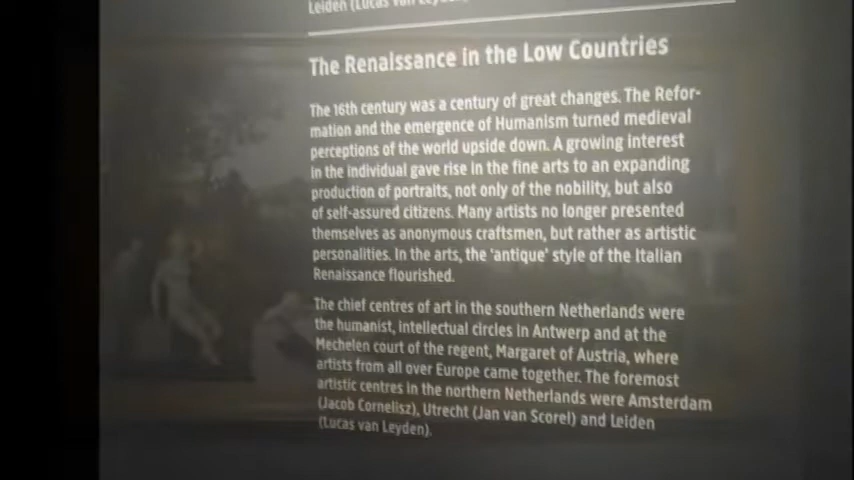 Leiden (Lucas van Leyden)
The Renaissance in the Low Countries
The 16th century was a century of great changes. The Refor-
mation and the emergence of Humanism turned medieval
perceptions of the world upside down. A growing interest
in the individual gave rise in the fine arts to an expanding
production of portraits, not only of the nobility, but also
of self-assured citizens. Many artists no longer presented
themselves as anonymous craftsmen, but rather as artistic
personalities. In the arts, the 'antique' style of the Italian
Renaissance flourished.
The chief centres of art in the southern Netherlands were
the humanist, intellectual circles in Antwerp and at the
Mechelen court of the regent, Margaret of Austria, where
artists from all over Europe came together. The foremost
artistic centres in the northern Netherlands were Amsterdam
(Jacob Cornelisz), Utrecht (Jan van Scorel) and Leiden
(Lucas van Leyden).